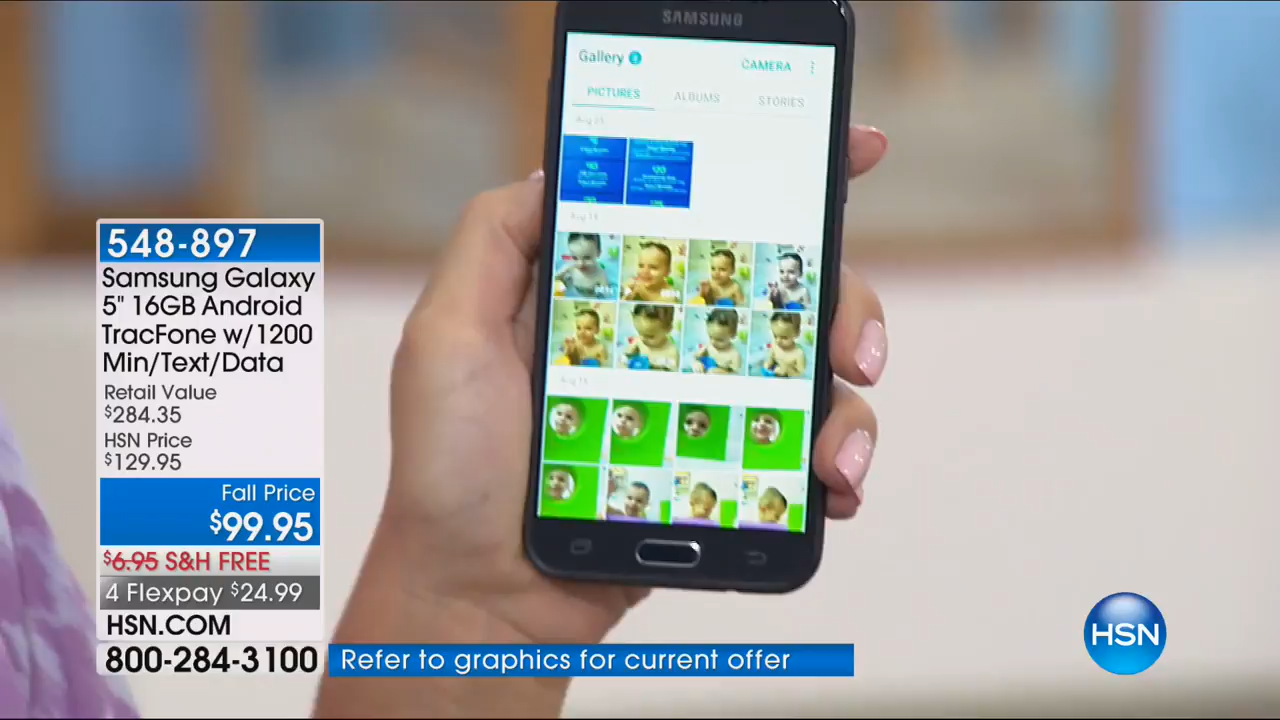 SAMSUNG
Gallery
CAMERA
PICTURES
ALBUMS
STORIES
548-897
Samsung Galaxy
5" 16GB Android
TracFone w/1200
Min/Text/Data
Retail Value
$284.35
HSN Price
$129.95
Fall Price
$99.95
$6.95 S&H FREE
4 Flexpay $24.99
HSN.COM
800-284-3100
Refer to graphics for current offer
HSN